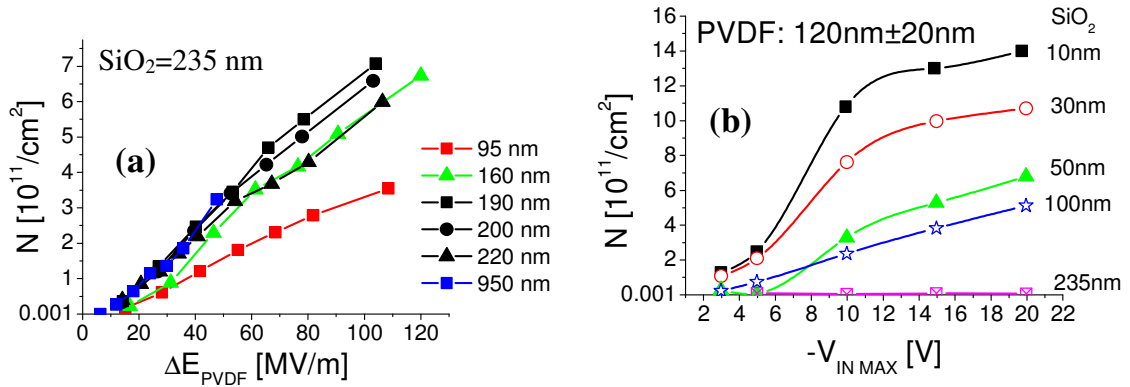 SiO2=235 nm
(a)
N [10^11/cm^2]
7
6
5
4
3
2
1
0.001
0 20 40 60 80 100 120
ΔE_PVDF [MV/m]
95 nm
160 nm
190 nm
200 nm
220 nm
950 nm
PVDF: 120nm±20nm
(b)
N [10^11/cm^2]
16
14
12
10
8
6
4
2
0.001
2 4 6 8 10 12 14 16 18 20 22
-V_IN MAX [V]
SiO2
10nm
30nm
50nm
100nm
235nm